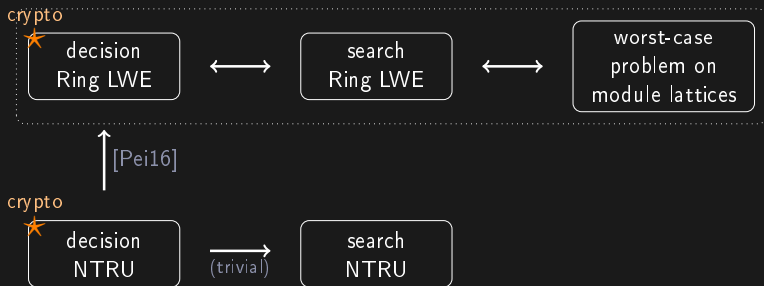 crypto
decision
Ring LWE
search
Ring LWE
worst-case
problem on
module lattices
[Pei16]
crypto
decision
NTRU
(trivial)
search
NTRU